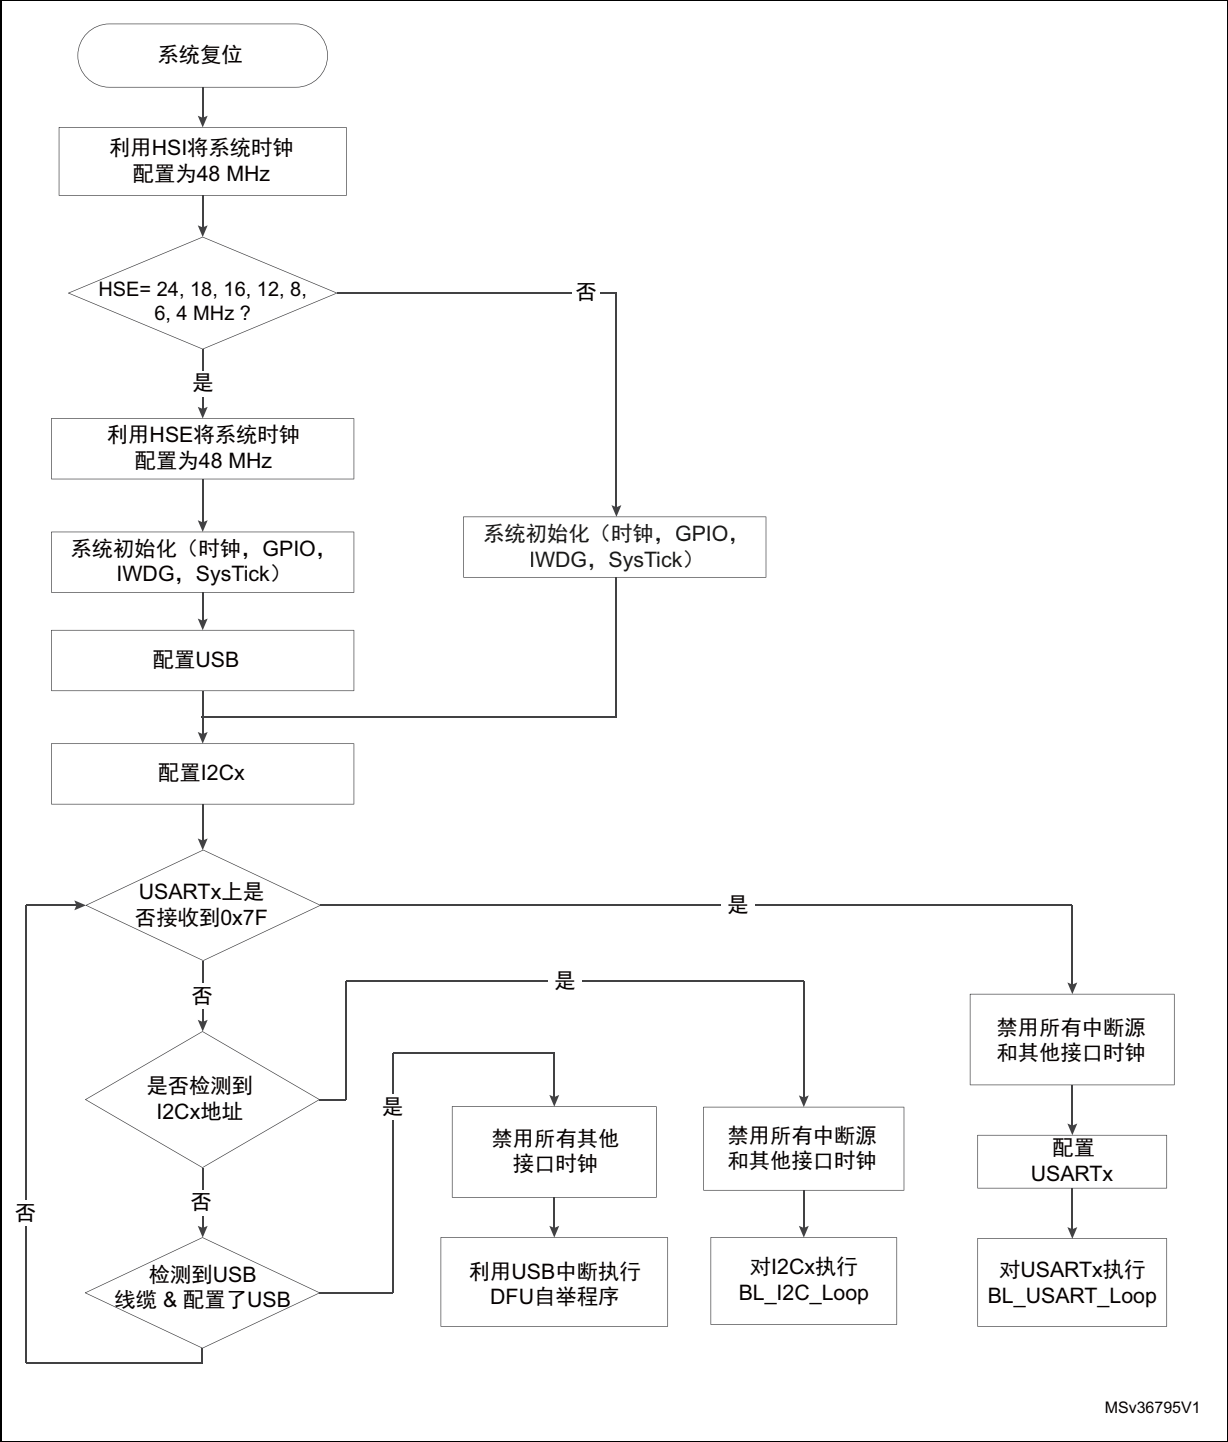 系统复位
利用HSI将系统时钟
配置为48 MHz
HSE= 24, 18, 16, 12, 8,
6, 4 MHz ?
否
是
利用HSE将系统时钟
配置为48 MHz
系统初始化（时钟，GPIO，
IWDG，SysTick）
系统初始化（时钟，GPIO，
IWDG，SysTick）
配置USB
配置I2Cx
USARTx上是
否接收到0x7F
是
否
是
是否检测到
I2Cx地址
是
禁用所有中断源
和其他接口时钟
禁用所有其他
接口时钟
禁用所有中断源
和其他接口时钟
配置
USARTx
否
否
检测到USB
线缆 & 配置了USB
利用USB中断执行
DFU自举程序
对I2Cx执行
BL_I2C_Loop
对USARTx执行
BL_USART_Loop
MSv36795V1